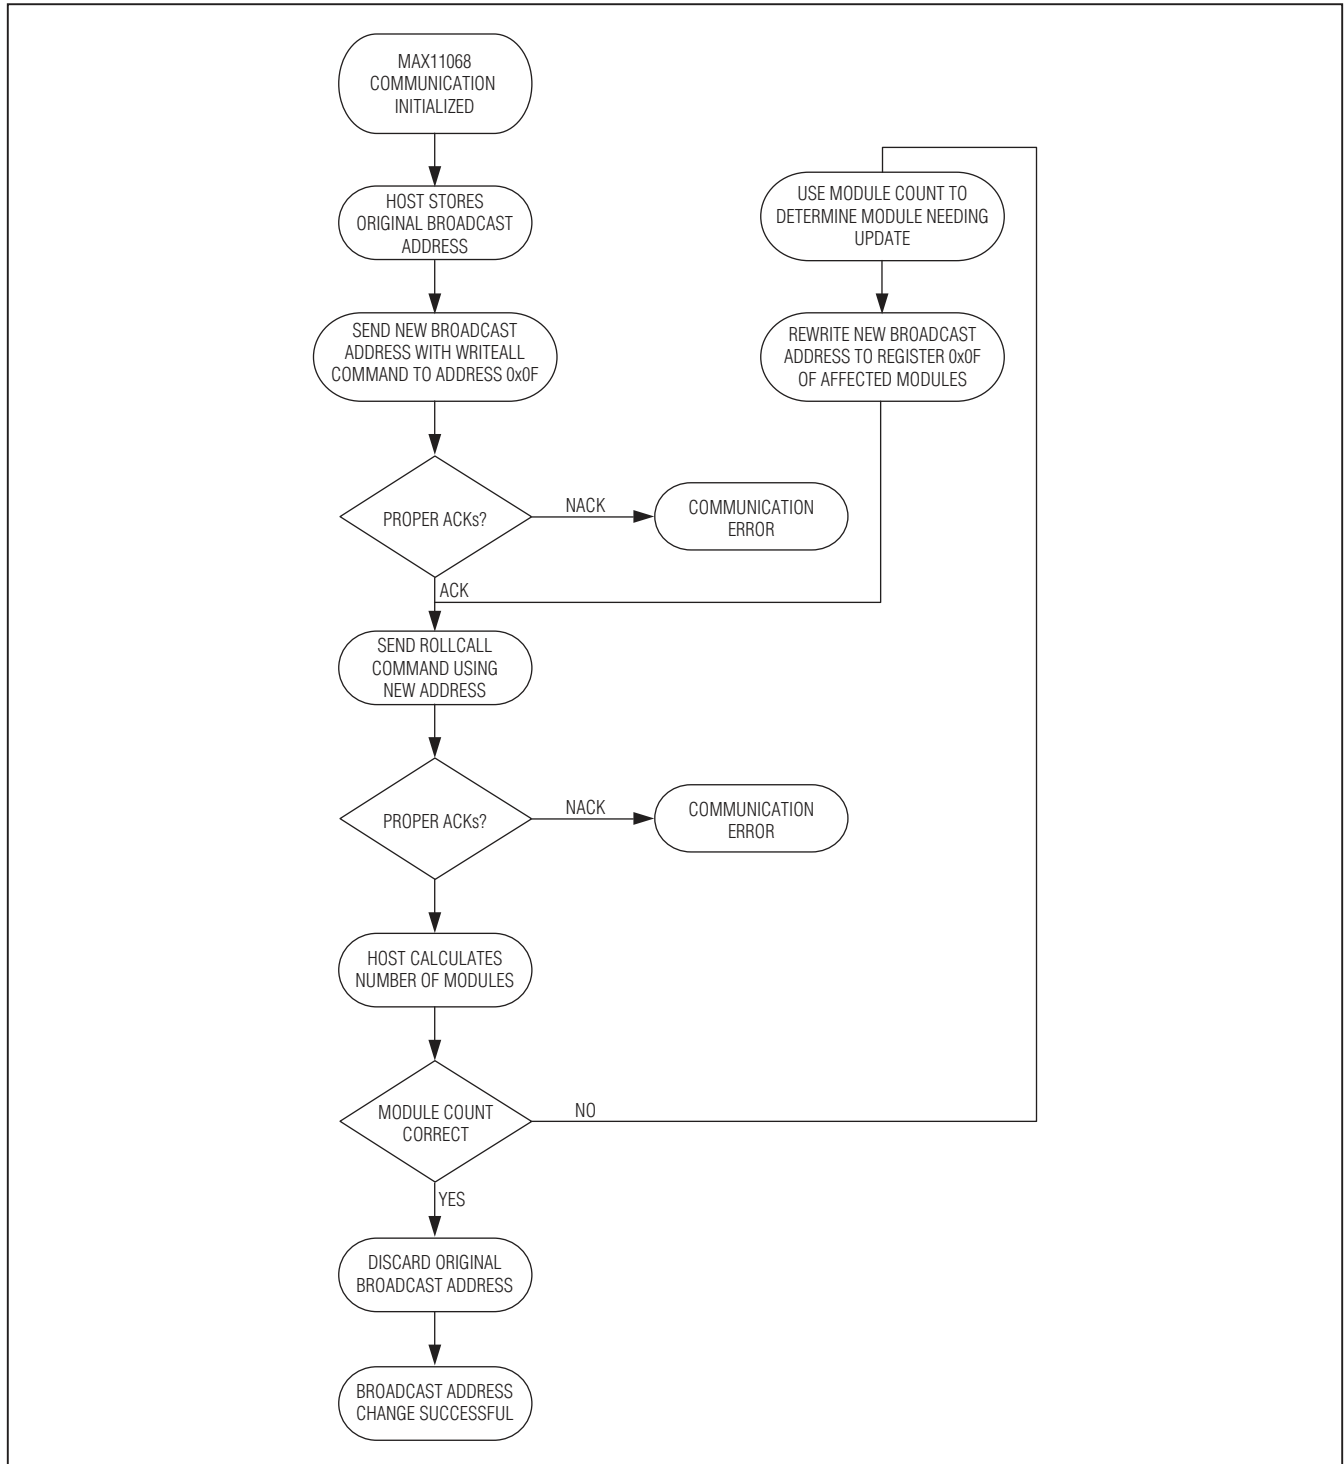 MAX11068
COMMUNICATION
INITIALIZED
HOST STORES
ORIGINAL BROADCAST
ADDRESS
SEND NEW BROADCAST
ADDRESS WITH WRITEALL
COMMAND TO ADDRESS 0x0F
PROPER ACKs?
NACK
COMMUNICATION
ERROR
ACK
SEND ROLLCALL
COMMAND USING
NEW ADDRESS
PROPER ACKs?
NACK
COMMUNICATION
ERROR
HOST CALCULATES
NUMBER OF MODULES
MODULE COUNT
CORRECT
NO
USE MODULE COUNT TO
DETERMINE MODULE NEEDING
UPDATE
REWRITE NEW BROADCAST
ADDRESS TO REGISTER 0x0F
OF AFFECTED MODULES
YES
DISCARD ORIGINAL
BROADCAST ADDRESS
BROADCAST ADDRESS
CHANGE SUCCESSFUL